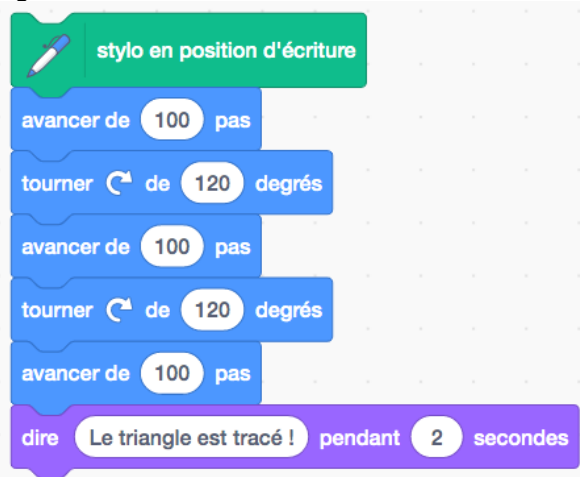 stylo en position d'écriture
avancer de 100 pas
tourner de 120 degrés
avancer de 100 pas
tourner de 120 degrés
avancer de 100 pas
dire Le triangle est tracé ! pendant 2 secondes